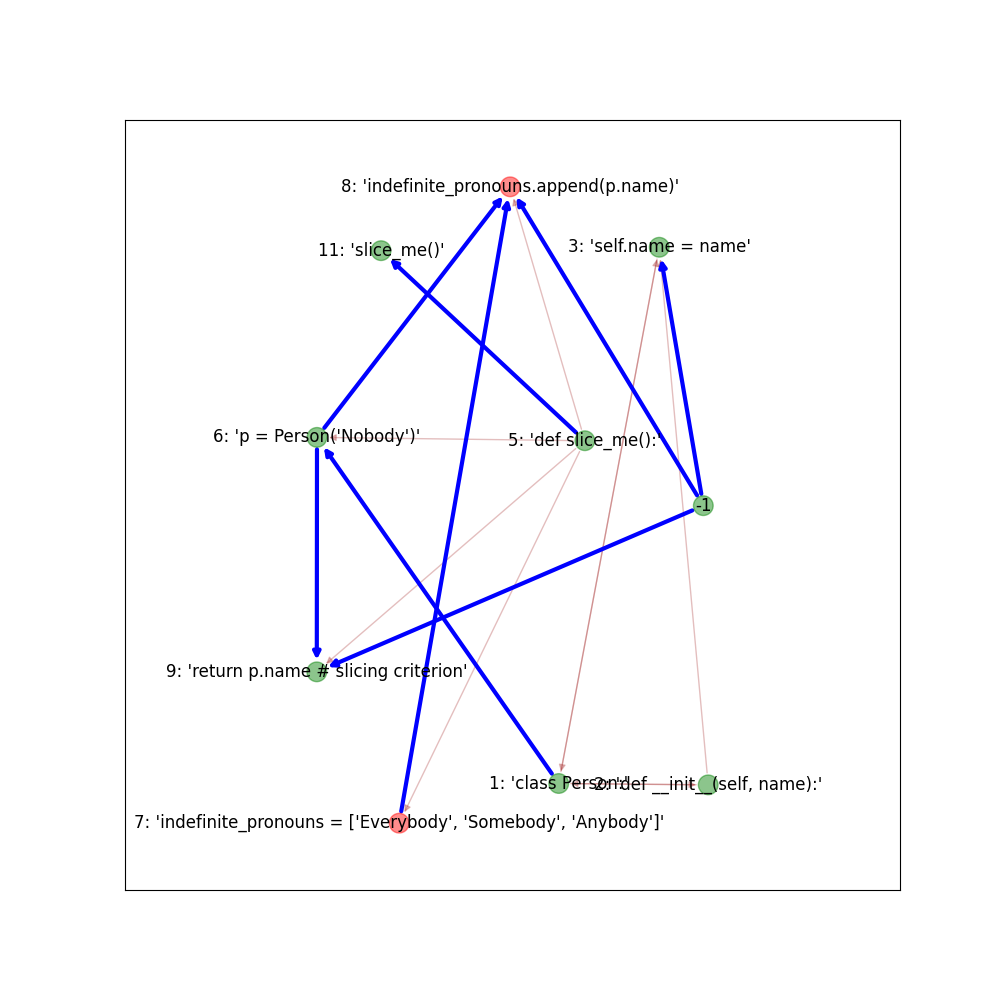 8: 'indefinite_pronouns.append(p.name)'
11: 'slice_me()'
3: 'self.name = name'
6: 'p = Person('Nobody')'
5: 'def slice_me():'
-1
9: 'return p.name # slicing criterion'
1: 'class Person:'
2: 'def __init__(self, name):'
7: 'indefinite_pronouns = ['Everybody', 'Somebody', 'Anybody']'